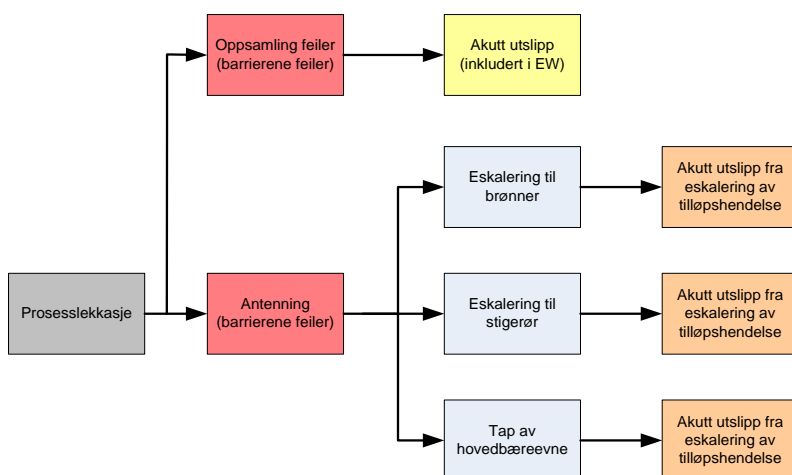 Oppsamling feiler
(barrierene feiler)
Akutt utslipp
(inkludert i EW)
Eskalering til
brønner
Akutt utslipp fra
eskalering av
tilløpshendelse
Prosesslekkasje
Antenning
(barrierene feiler)
Eskalering til
stigerør
Akutt utslipp fra
eskalering av
tilløpshendelse
Tap av
hovedbæreevne
Akutt utslipp fra
eskalering av
tilløpshendelse